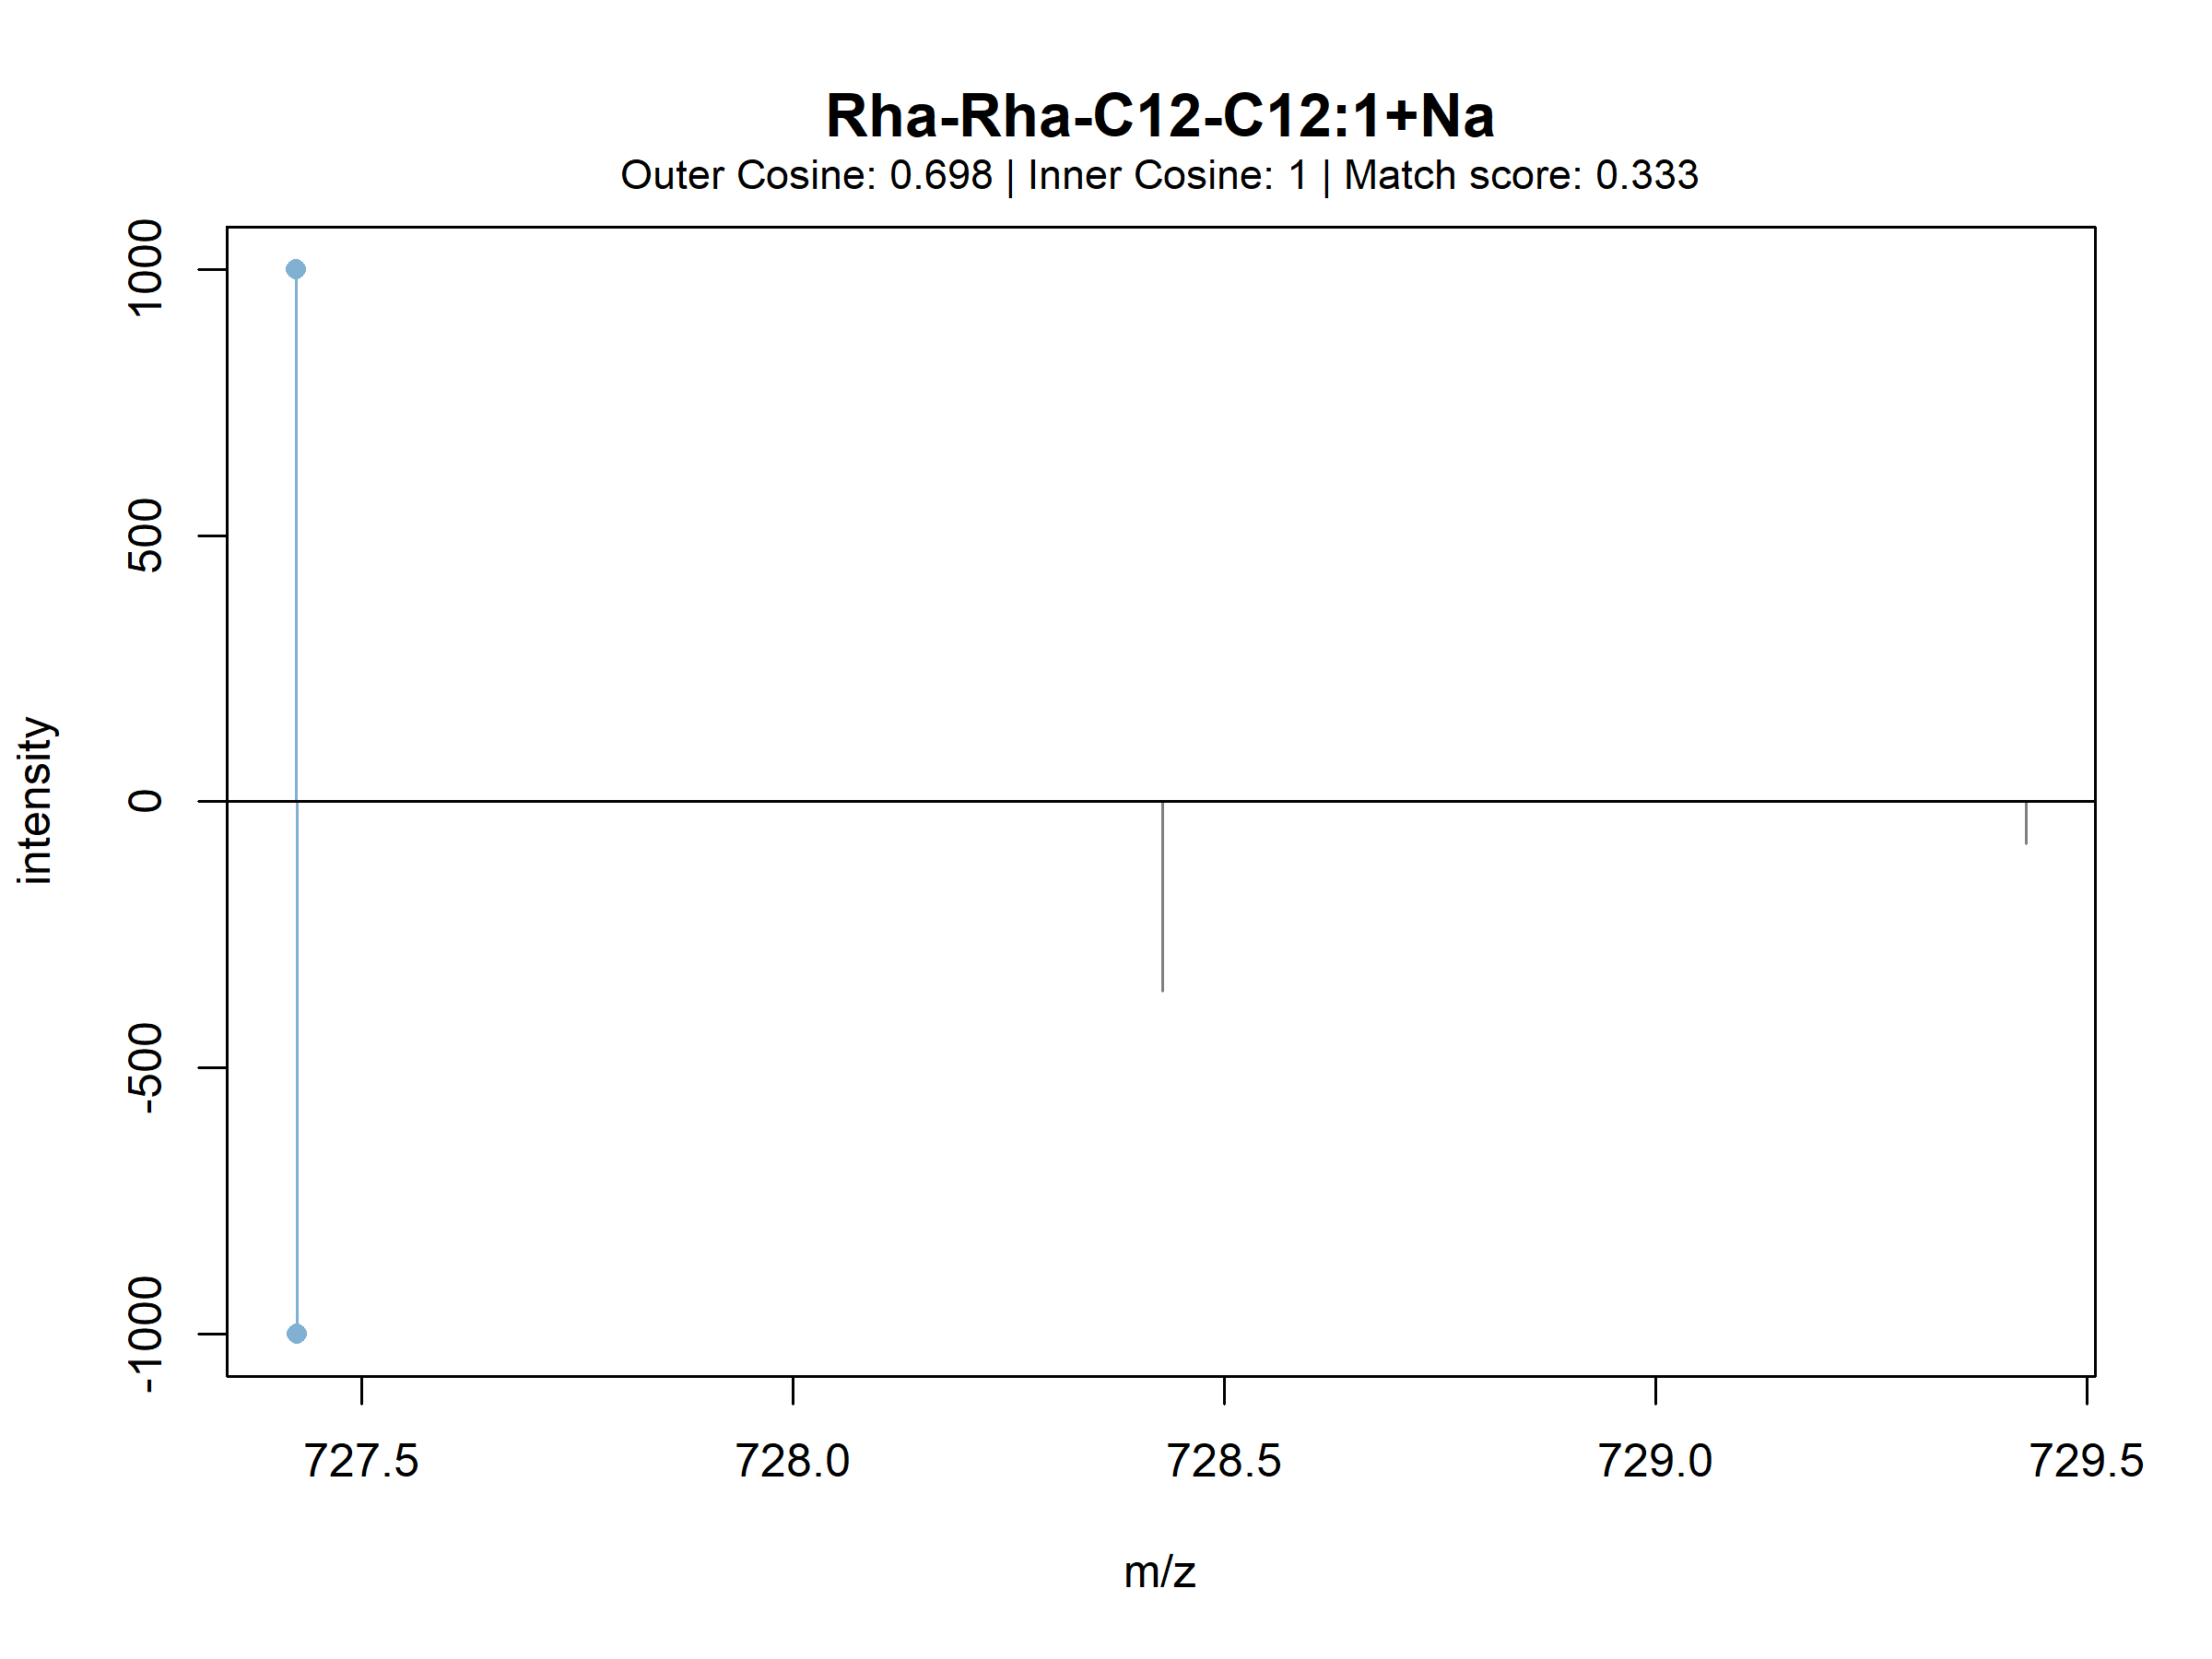 Rha-Rha-C12-C12:1+Na
Outer Cosine: 0.698 | Inner Cosine: 1 | Match score: 0.333
1000
500
0
-500
-1000
intensity
727.5 728.0 728.5 729.0 729.5
m/z